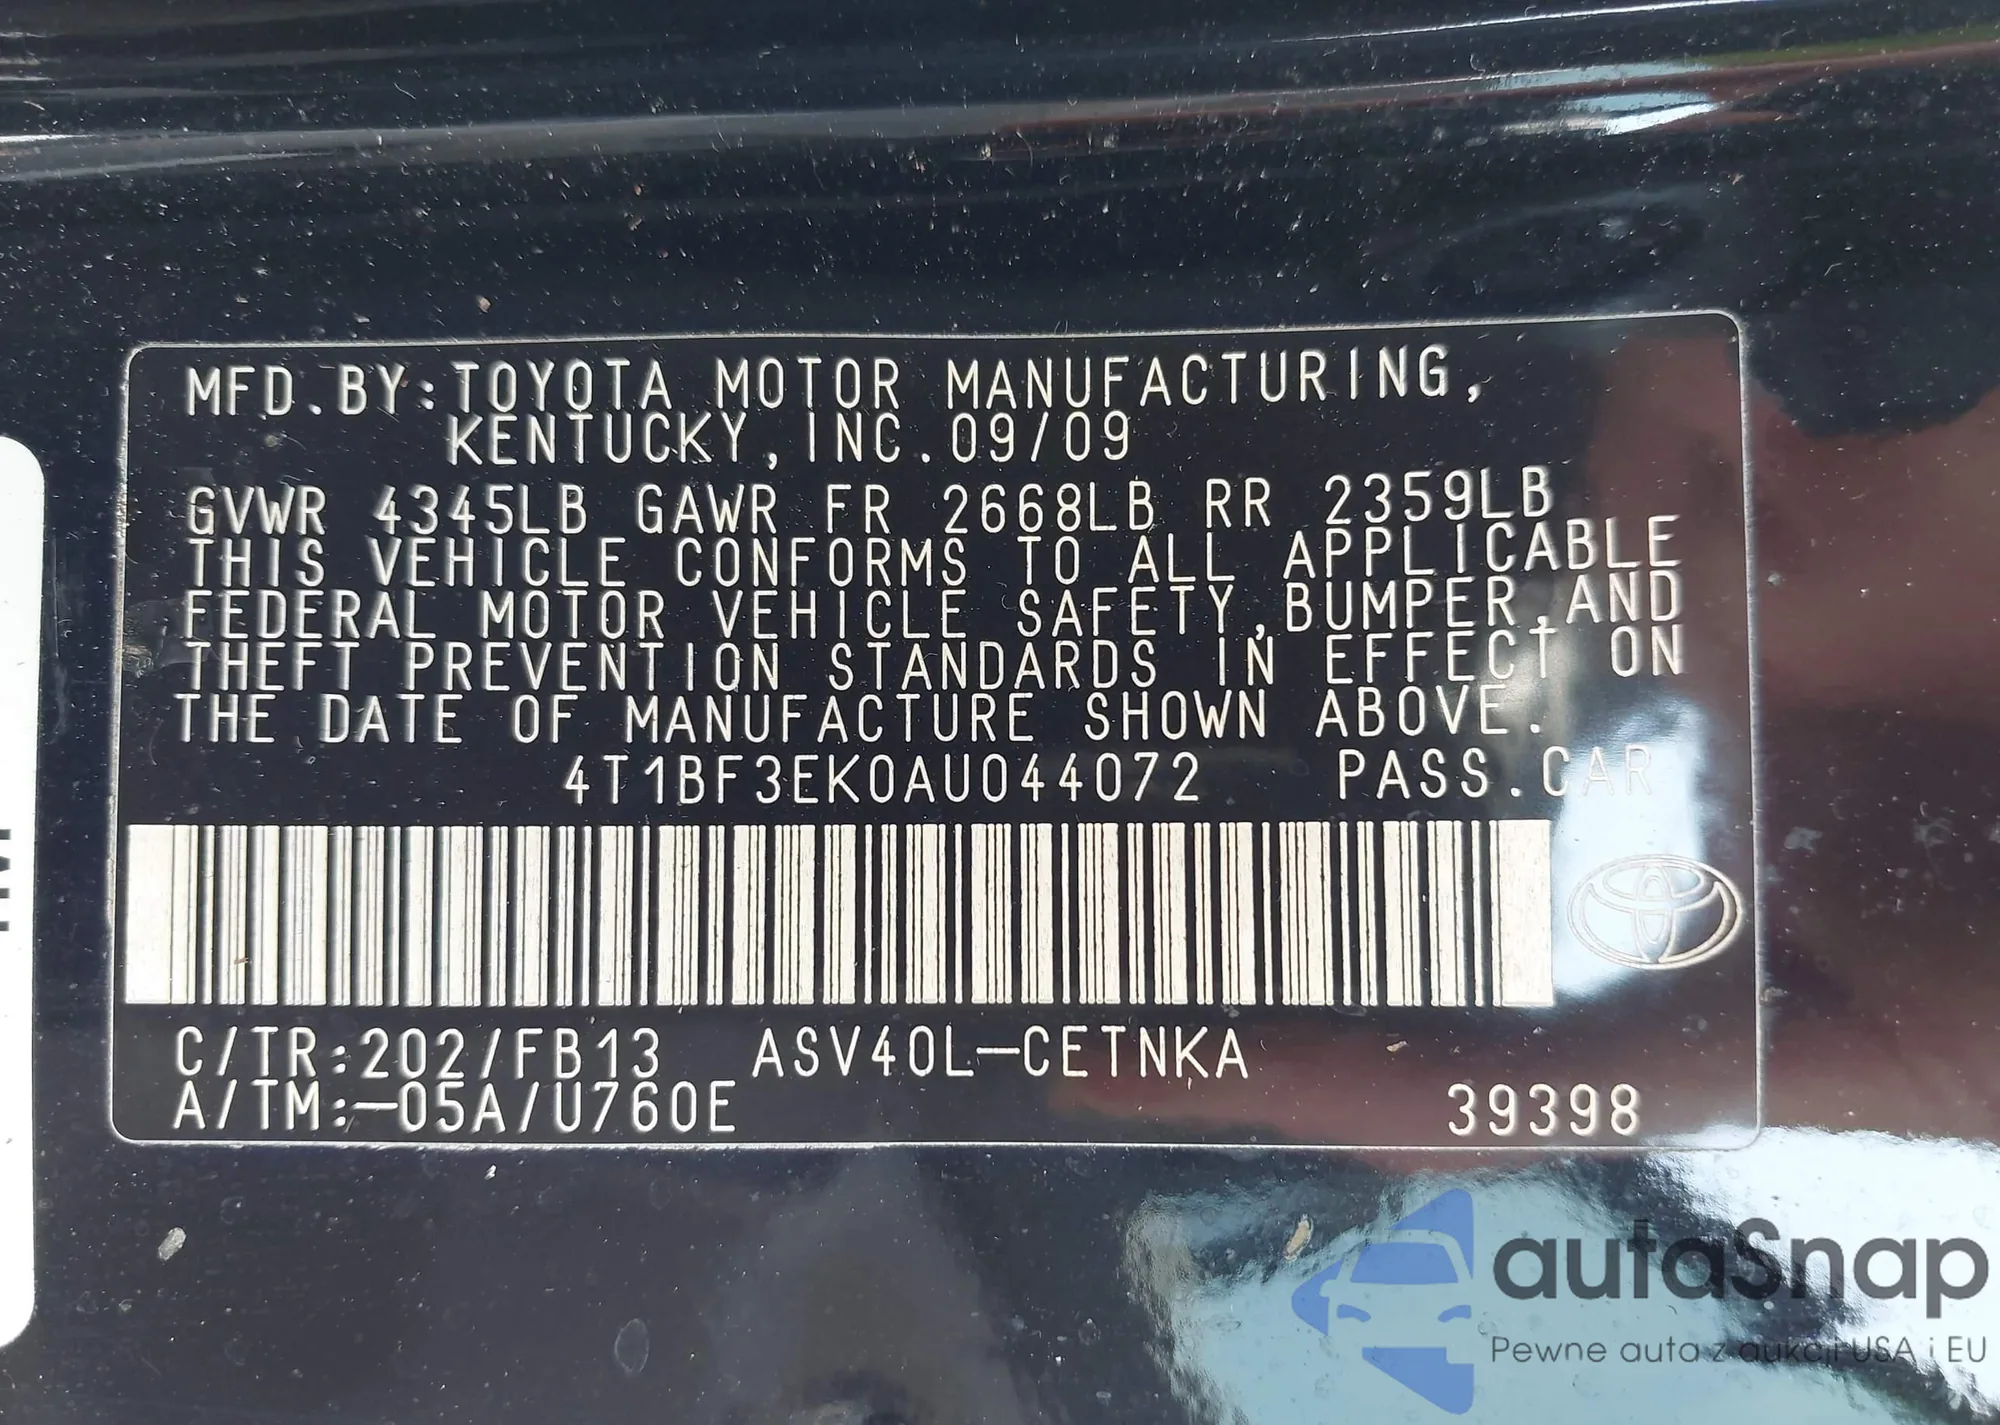 MFD.BY:TOYOTA MOTOR MANUFACTURING,
KENTUCKY,INC.09/09
GVWR 4345LB GAWR FR 2668LB RR 2359LB
THIS VEHICLE CONFORMS TO ALL APPLICABLE
FEDERAL MOTOR VEHICLE SAFETY,BUMPER,AND
THEFT PREVENTION STANDARDS IN EFFECT ON
THE DATE OF MANUFACTURE SHOWN ABOVE.
4T1BF3EK0AU044072 PASS.CAR
C/TR:202/FB13 ASV40L-CETNKA
A/TM:-05A/U760E 39398
autaSnap
Pewne auta z aukcji USA i EU